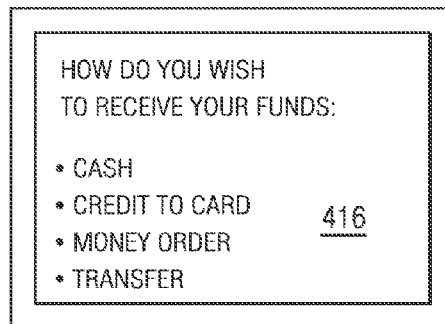 HOW DO YOU WISH
TO RECEIVE YOUR FUNDS:
• CASH
• CREDIT TO CARD
• MONEY ORDER
• TRANSFER
416